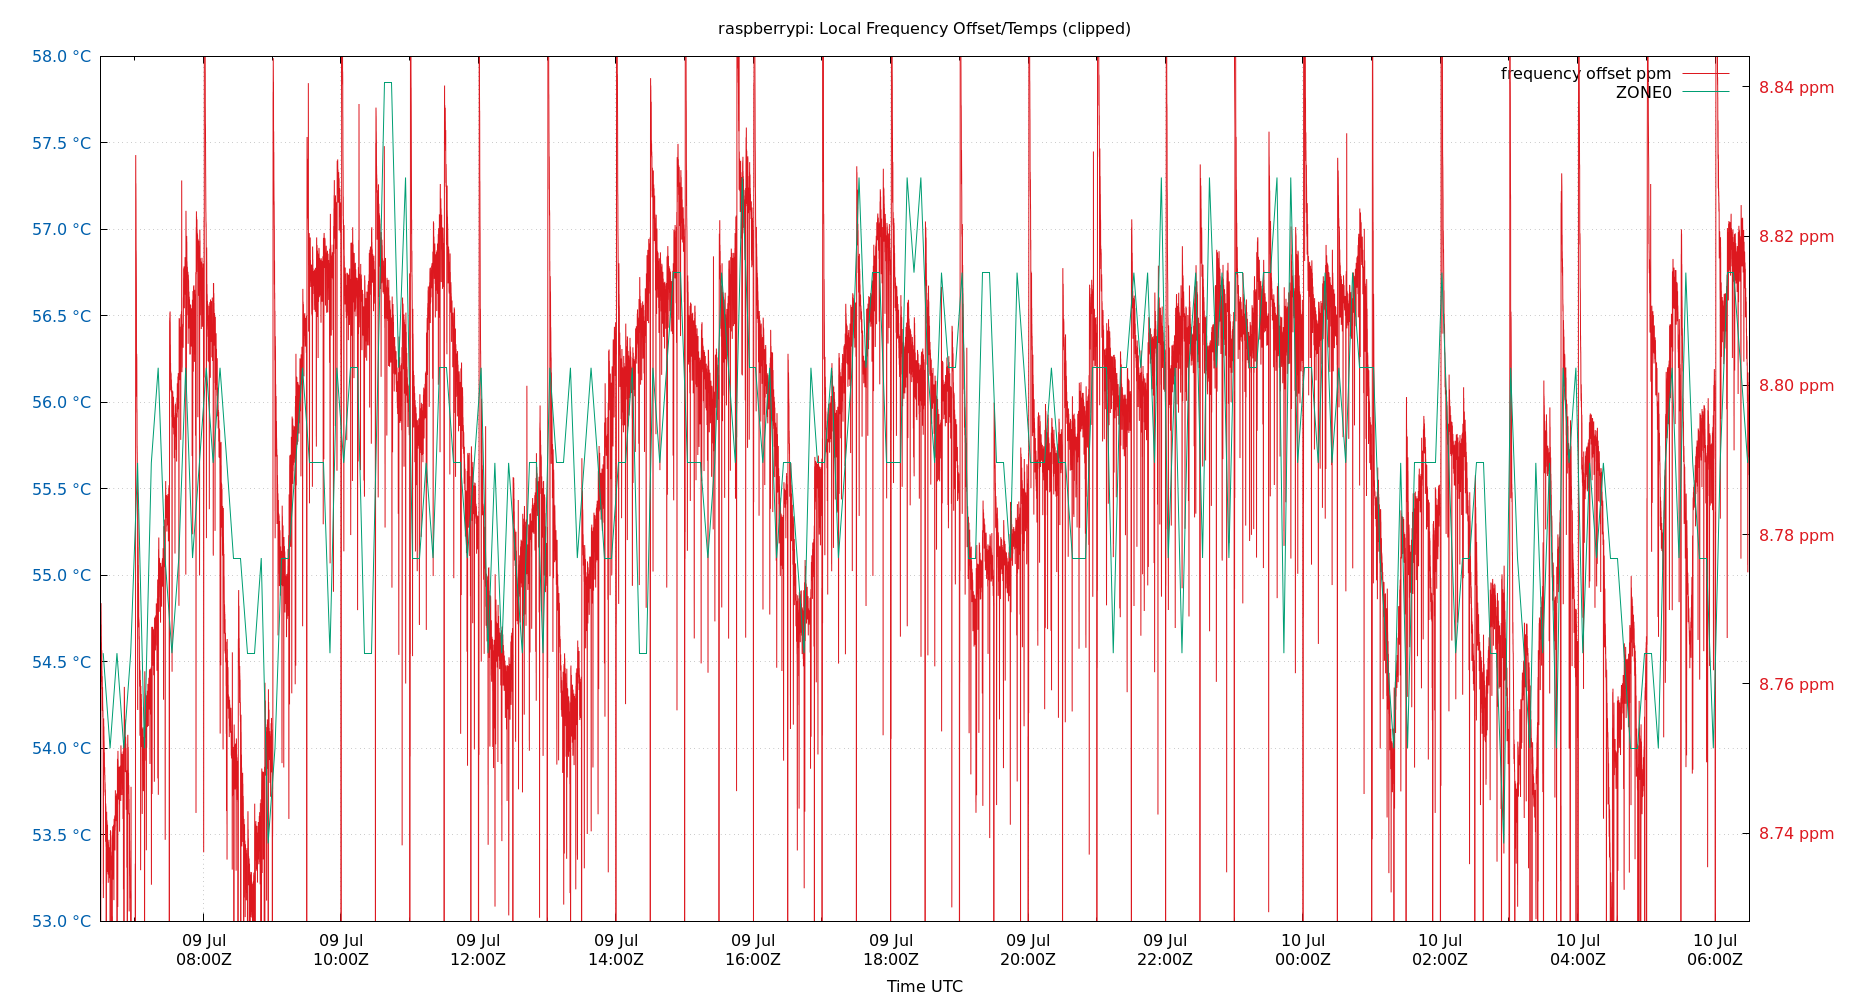 raspberrypi: Local Frequency Offset/Temps (clipped)
58.0 °C
57.5 °C
57.0 °C
56.5 °C
56.0 °C
55.5 °C
55.0 °C
54.5 °C
54.0 °C
53.5 °C
53.0 °C
frequency offset ppm
ZONE0
8.84 ppm
8.82 ppm
8.80 ppm
8.78 ppm
8.76 ppm
8.74 ppm
09 Jul 09 Jul 09 Jul 09 Jul 09 Jul 09 Jul 09 Jul 09 Jul 10 Jul 10 Jul 10 Jul 10 Jul
08:00Z 10:00Z 12:00Z 14:00Z 16:00Z 18:00Z 20:00Z 22:00Z 00:00Z 02:00Z 04:00Z 06:00Z
Time UTC